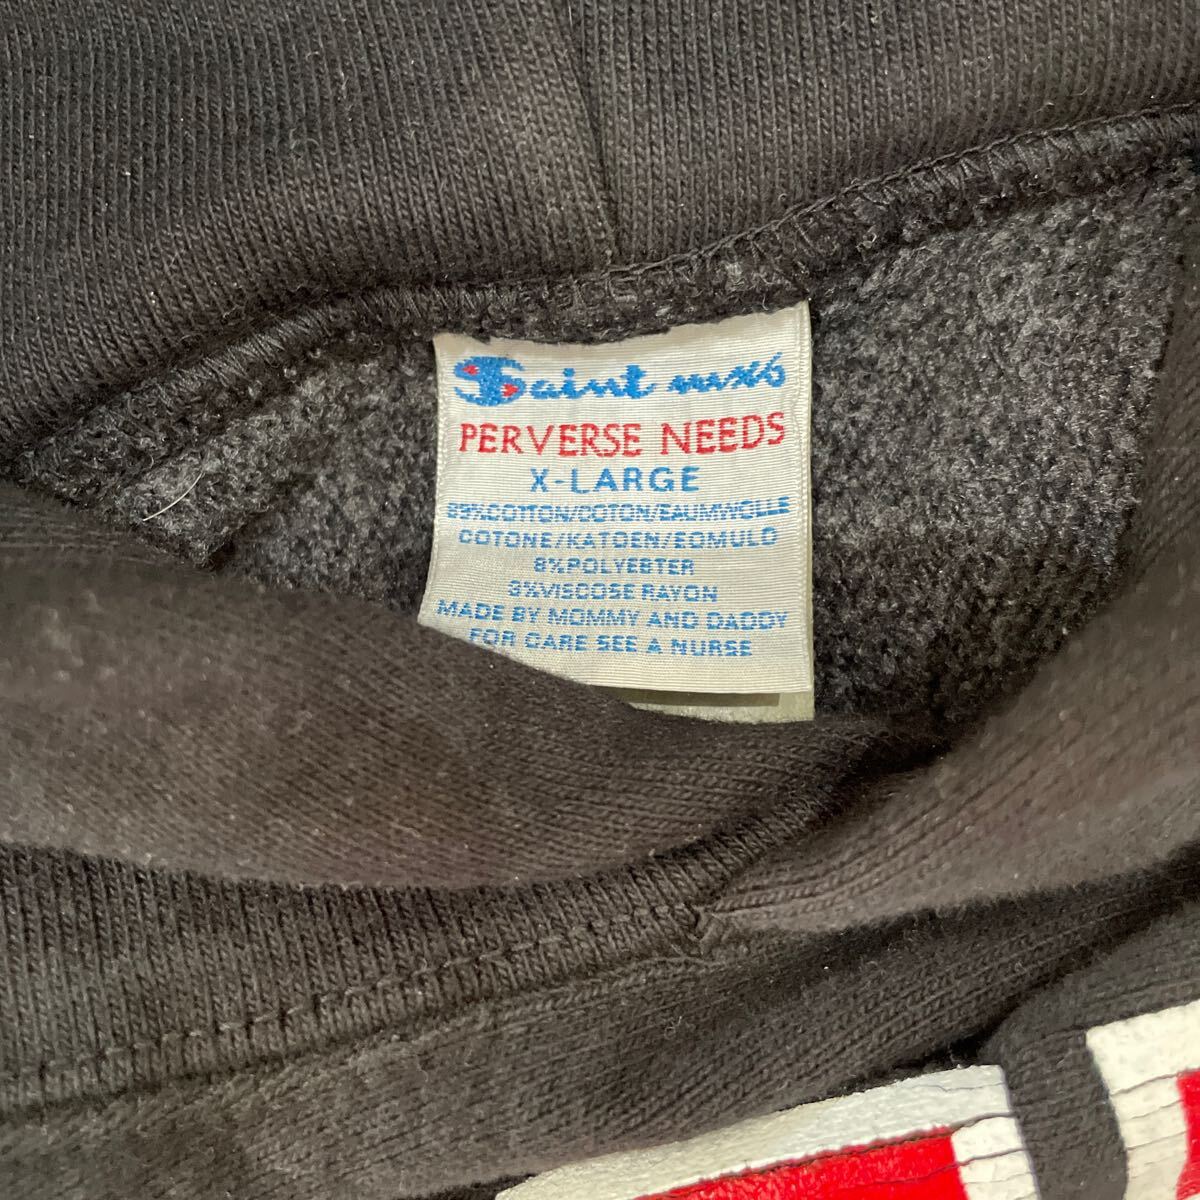 Saint mx6
PERVERSE NEEDS
X-LARGE
89%COTTON/COTON/BAUMWOLLE
COTONE/KATOEN/EOMULO
8%POLYESTER
3%VISCOSE RAYON
MADE BY MOMMY AND DADDY
FOR CARE SEE A NURSE